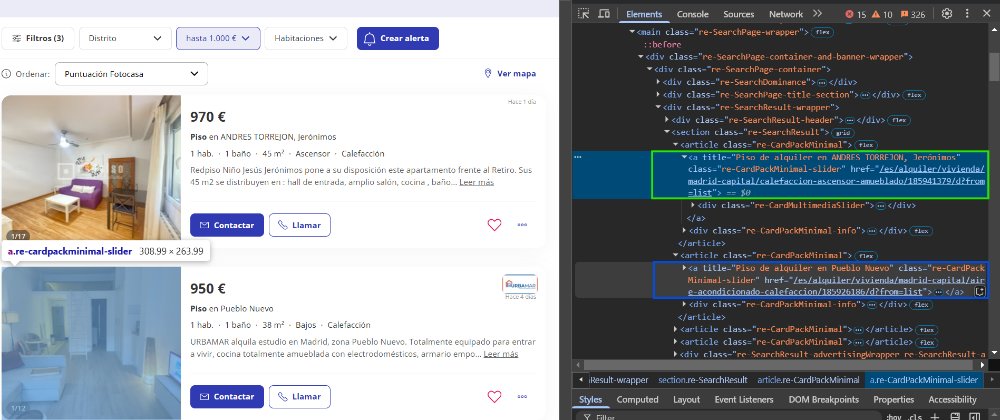 Filtros (3)
Distrito
hasta 1.000 €
Habitaciones
Crear alerta
Ordenar:
Puntuación Fotocasa
Ver mapa
Hace 1 día
970 €
Piso en ANDRES TORREJON, Jerónimos
1 hab. · 1 baño · 45 m² · Ascensor · Calefacción
Redpiso Niño Jesús Jerónimos pone a su disposición este apartamento frente al Retiro. Sus
45 m2 se distribuyen en : hall de entrada, amplio salón, cocina , baño... Leer más
Contactar
Llamar
1/17
a.re-cardpackminimal-slider 308.99 × 263.99
URBAMAR
Hace 4 días
950 €
Piso en Pueblo Nuevo
1 hab. · 1 baño · 38 m² · Bajos · Calefacción
URBAMAR alquila estudio en Madrid, zona Pueblo Nuevo. Totalmente equipado para entrar
a vivir, cocina totalmente amueblada con electrodomésticos, armario empo... Leer más
Contactar
Llamar
1/12
Elements
Console
Sources
Network
15
10
326
<main class="re-SearchPage-wrapper"> flex
::before
<div class="re-SearchPage-container-and-banner-wrapper">
<div class="re-SearchPage-container">
<div class="re-SearchDominance"> ... </div>
<div class="re-SearchPage-title-section"> ... </div> flex
<div class="re-SearchResult-wrapper">
<div class="re-SearchResult-header"> ... </div> flex
<section class="re-SearchResult"> grid
<article class="re-CardPackMinimal"> flex
<a title="Piso de alquiler en ANDRES TORREJON, Jerónimos"
class="re-CardPackMinimal-slider" href="/es/alquiler/vivienda/
madrid-capital/calefaccion-ascensor-amueblado/185941379/d?from
=list"> == $0
<div class="re-CardMultimediaSlider"> ... </div>
</a>
<div class="re-CardPackMinimal-info"> ... </div> flex
</article>
<article class="re-CardPackMinimal"> flex
<a title="Piso de alquiler en Pueblo Nuevo" class="re-CardPack
Minimal-slider" href="/es/alquiler/vivienda/madrid-capital/air
e-acondicionado-calefaccion/185926186/d?from=list"> ... </a>
<div class="re-CardPackMinimal-info"> ... </div> flex
</article>
<article class="re-CardPackMinimal"> ... </article> flex
<article class="re-CardPackMinimal"> ... </article> flex
<div class="re-SearchResult-advertisingWrapper re-SearchResult-a
Result-wrapper section.re-SearchResult article.re-CardPackMinimal a.re-CardPackMinimal-slider
Styles
Computed
Layout
Event Listeners
DOM Breakpoints
Properties
Accessibility
Filter
:hov .cls